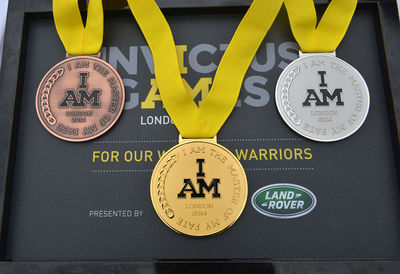 INVICTUS
GAMES
LONDON
FOR OUR WARRIORS
PRESENTED BY
LAND
ROVER
I AM THE MASTER OF MY FATE
I
AM
LONDON
2014
I AM THE MASTER OF MY FATE
I
AM
LONDON
2014
I AM THE MASTER OF MY FATE
I
AM
LONDON
2014